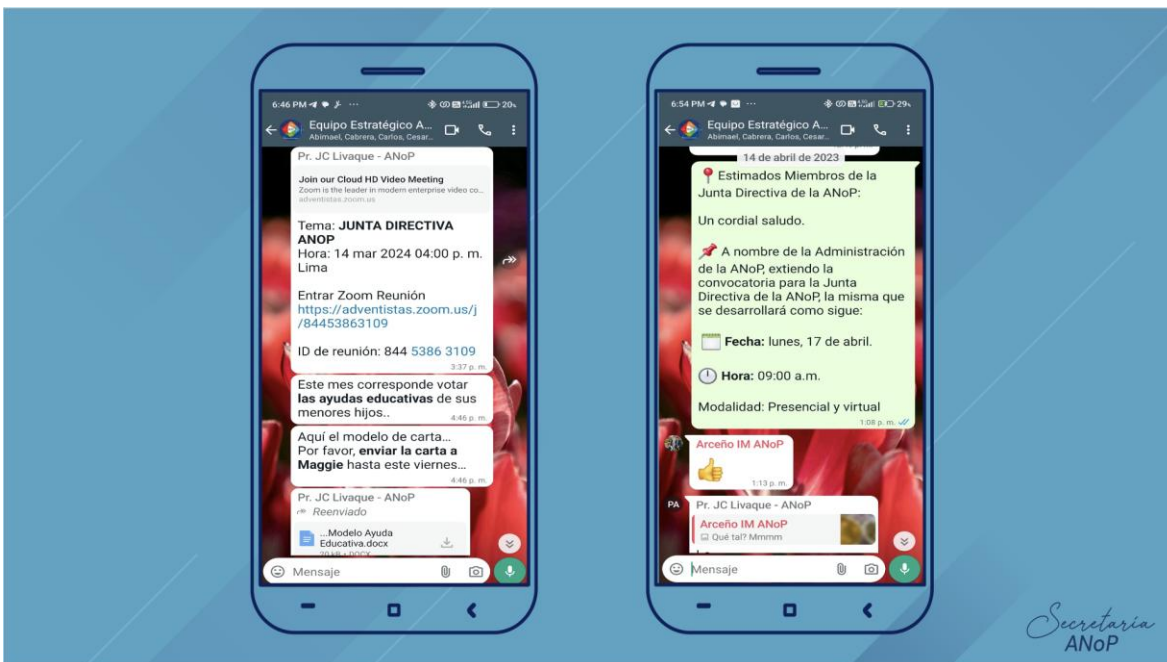 6:46 PM
20%
Equipo Estratégico A...
Abimael, Cabrera, Carlos, Cesar...
Pr. JC Livaque - ANoP
Join our Cloud HD Video Meeting
Zoom is the leader in modern enterprise video co...
adventistas.zoom.us
Tema: JUNTA DIRECTIVA
ANOP
Hora: 14 mar 2024 04:00 p. m.
Lima
Entrar Zoom Reunión
https://adventistas.zoom.us/j
/84453863109
ID de reunión: 844 5386 3109
3:37 p. m.
Este mes corresponde votar
las ayudas educativas de sus
menores hijos..
4:46 p. m.
Aquí el modelo de carta...
Por favor, enviar la carta a
Maggie hasta este viernes...
4:46 p. m.
Pr. JC Livaque - ANoP
Reenviado
...Modelo Ayuda
Educativa.docx
DOCX
Mensaje
6:54 PM
29%
Equipo Estratégico A...
Abimael, Cabrera, Carlos, Cesar...
14 de abril de 2023
Estimados Miembros de la
Junta Directiva de la ANoP:
Un cordial saludo.
A nombre de la Administración
de la ANoP, extiendo la
convocatoria para la Junta
Directiva de la ANoP, la misma que
se desarrollará como sigue:
Fecha: lunes, 17 de abril.
Hora: 09:00 a.m.
Modalidad: Presencial y virtual
1:08 p. m.
Arceño IM ANoP
1:13 p. m.
PA
Pr. JC Livaque - ANoP
Arceño IM ANoP
Qué tal? Mmmm
Mensaje
Secretaría
ANoP